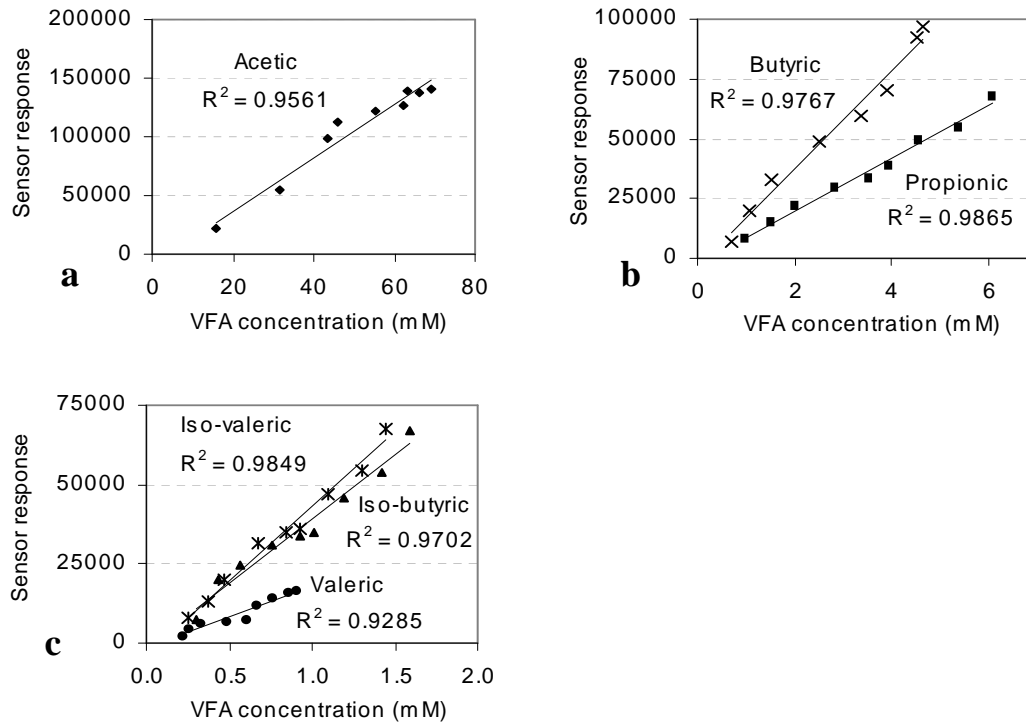 200000
150000
100000
50000
0
Sensor response
Acetic
R² = 0.9561
0 20 40 60 80
VFA concentration (mM)
a
100000
75000
50000
25000
0
Sensor response
Butyric
R² = 0.9767
Propionic
R² = 0.9865
0 2 4 6
VFA concentration (mM)
b
75000
50000
25000
0
Sensor response
Iso-valeric
R² = 0.9849
Iso-butyric
R² = 0.9702
Valeric
R² = 0.9285
0.0 0.5 1.0 1.5 2.0
VFA concentration (mM)
c